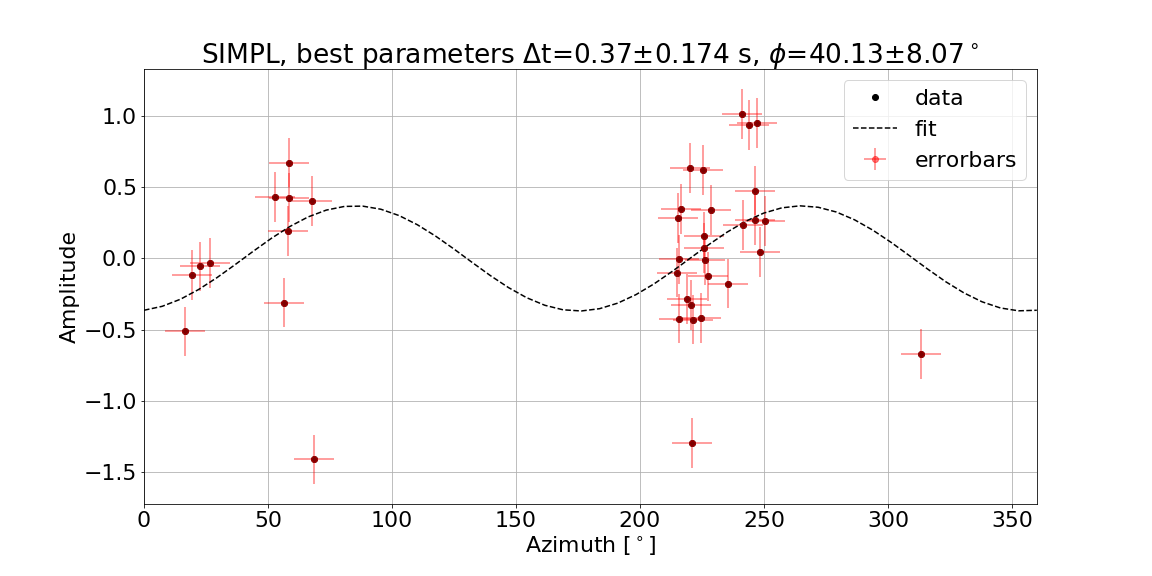 SIMPL, best parameters Δt=0.37±0.174 s, ϕ=40.13±8.07°
data
fit
errorbars
1.0
0.5
0.0
−0.5
−1.0
−1.5
Amplitude
0 50 100 150 200 250 300 350
Azimuth [°]